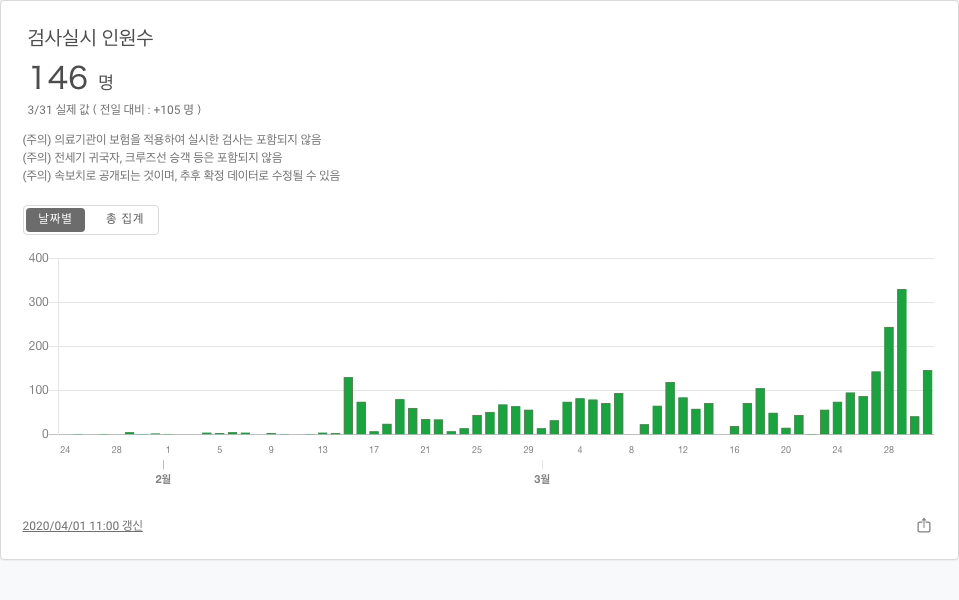 검사실시 인원수
146 명
3/31 실제 값 ( 전일 대비 : +105 명 )
(주의) 의료기관이 보험을 적용하여 실시한 검사는 포함되지 않음
(주의) 전세기 귀국자, 크루즈선 승객 등은 포함되지 않음
(주의) 속보치로 공개되는 것이며, 추후 확정 데이터로 수정될 수 있음
날짜별 총 집계
400
300
200
100
0
24 28 1 5 9 13 17 21 25 29 4 8 12 16 20 24 28
2월 3월
2020/04/01 11:00 갱신